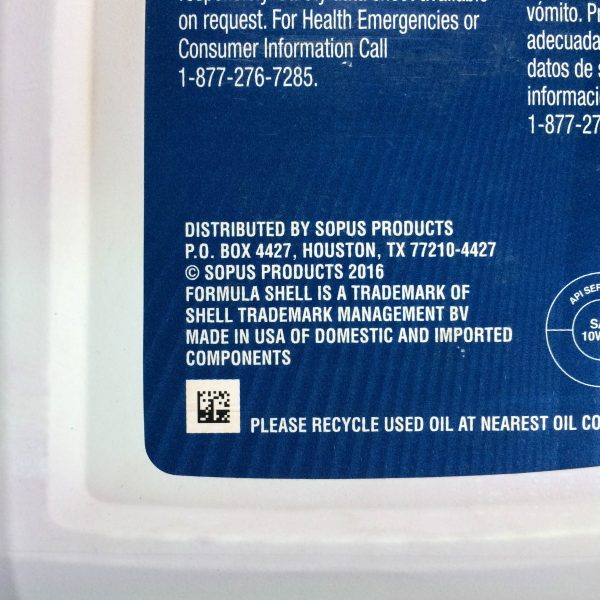 on request. For Health Emergencies or
Consumer Information Call
1-877-276-7285.
vómito.
adecuada
datos de
informaci
1-877-27
DISTRIBUTED BY SOPUS PRODUCTS
P.O. BOX 4427, HOUSTON, TX 77210-4427
© SOPUS PRODUCTS 2016
FORMULA SHELL IS A TRADEMARK OF
SHELL TRADEMARK MANAGEMENT BV
MADE IN USA OF DOMESTIC AND IMPORTED
COMPONENTS
API SER
10W
PLEASE RECYCLE USED OIL AT NEAREST OIL CO